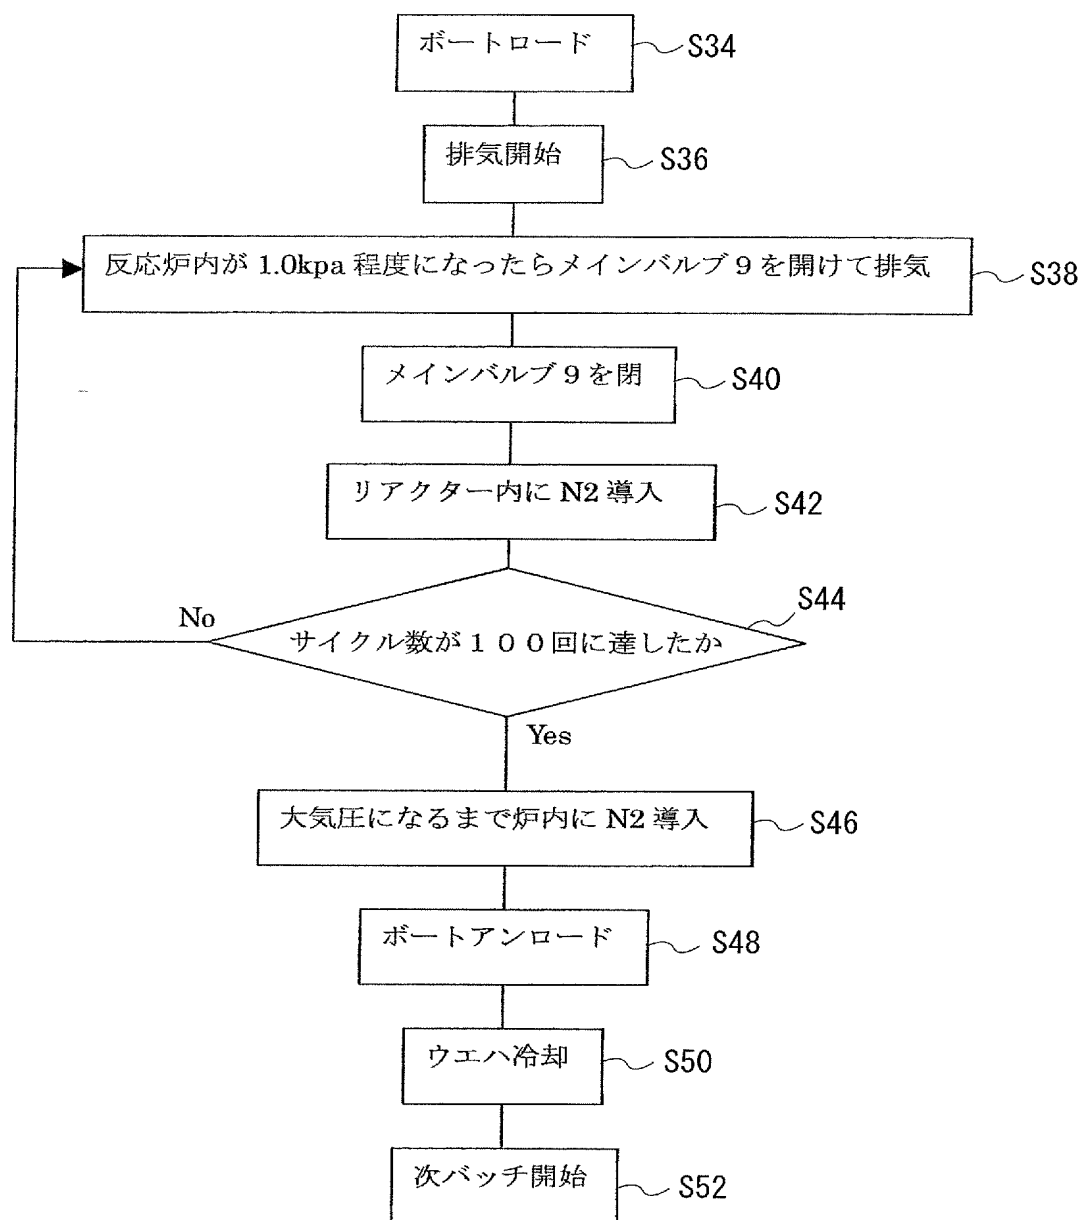 ボートロード
S34
排気開始
S36
反応炉内が 1.0kpa 程度になったらメインバルブ９を開けて排気
S38
メインバルブ９を閉
S40
リアクター内に N2 導入
S42
S44
No
サイクル数が１００回に達したか
Yes
大気圧になるまで炉内に N2 導入
S46
ボートアンロード
S48
ウエハ冷却
S50
次バッチ開始
S52